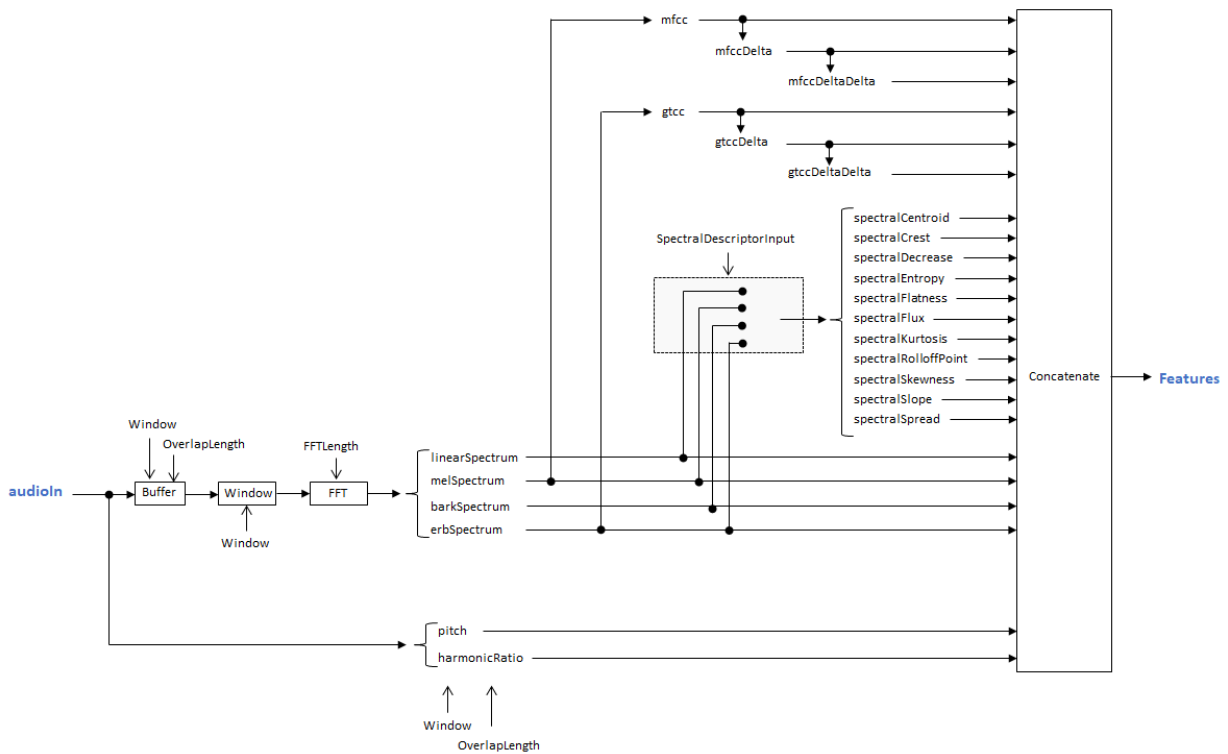 mfcc
mfccDelta
mfccDeltaDelta
gtcc
gtccDelta
gtccDeltaDelta
SpectralDescriptorInput
spectralCentroid
spectralCrest
spectralDecrease
spectralEntropy
spectralFlatness
spectralFlux
spectralKurtosis
spectralRolloffPoint
spectralSkewness
spectralSlope
spectralSpread
Concatenate
Features
Window
OverlapLength
FFTLength
audioIn
Buffer
Window
FFT
Window
linearSpectrum
melSpectrum
barkSpectrum
erbSpectrum
pitch
harmonicRatio
Window
OverlapLength